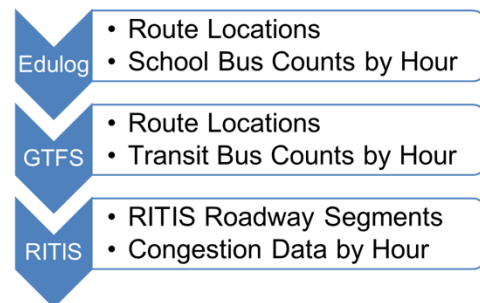 Edulog
• Route Locations
• School Bus Counts by Hour
GTFS
• Route Locations
• Transit Bus Counts by Hour
RITIS
• RITIS Roadway Segments
• Congestion Data by Hour